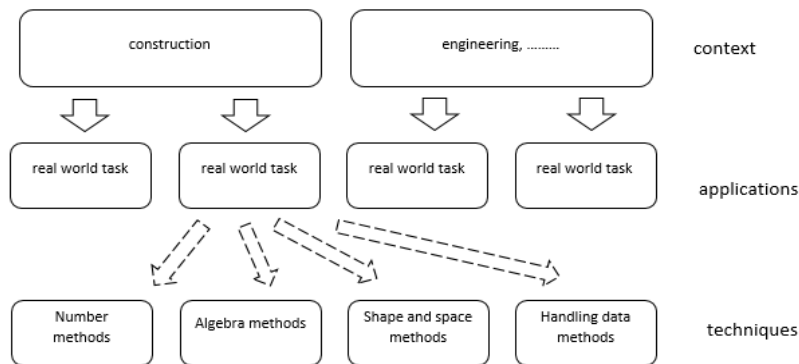 construction
engineering, .........
context
real world task
real world task
real world task
real world task
applications
Number
methods
Algebra methods
Shape and space
methods
Handling data
methods
techniques